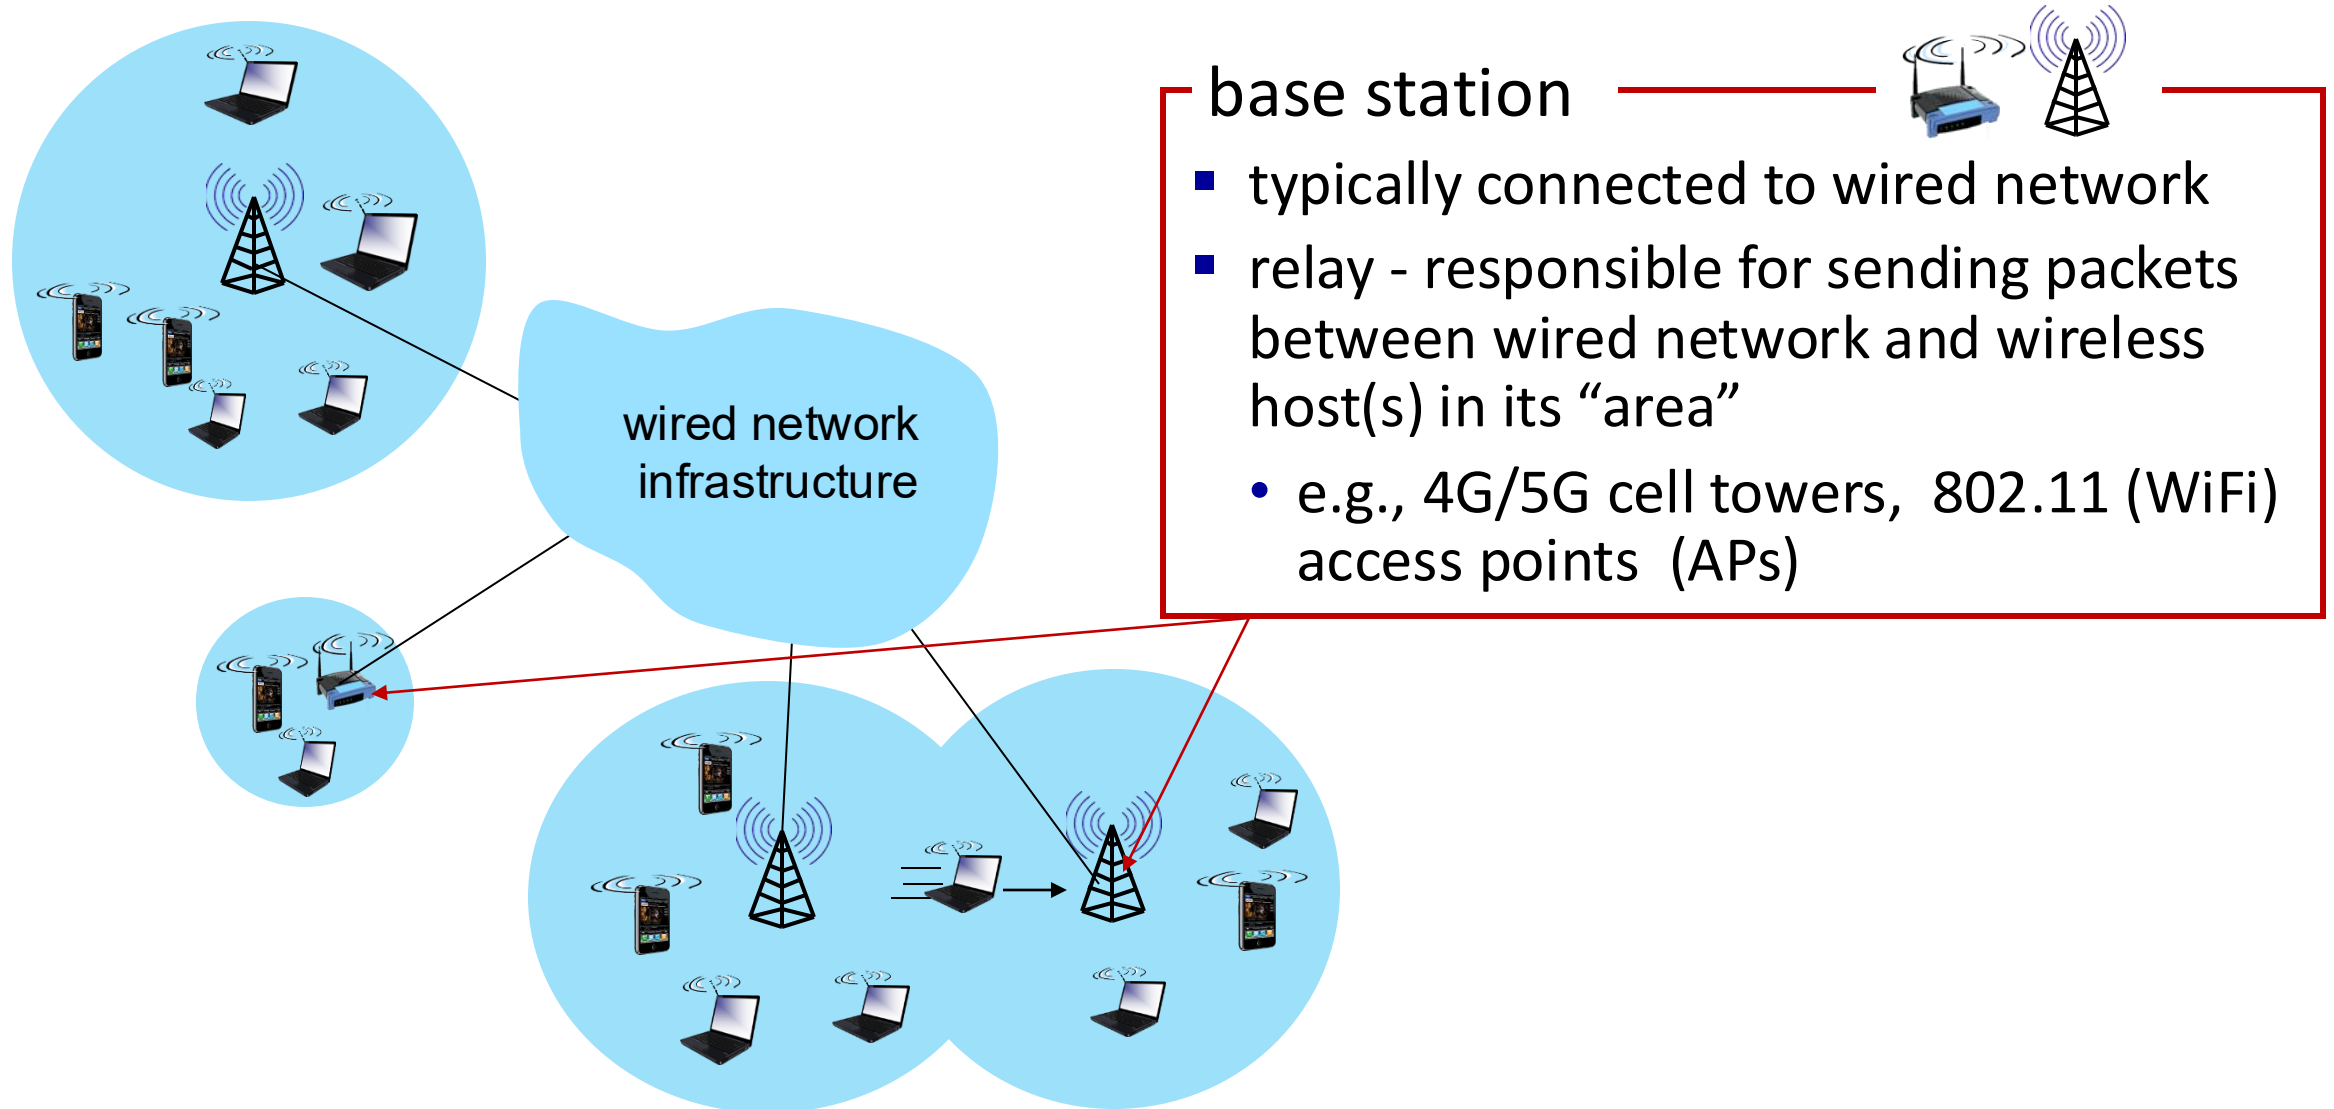 base station
typically connected to wired network
relay - responsible for sending packets
between wired network and wireless
host(s) in its “area”
e.g., 4G/5G cell towers,  802.11 (WiFi)
access points  (APs)
wired network
infrastructure